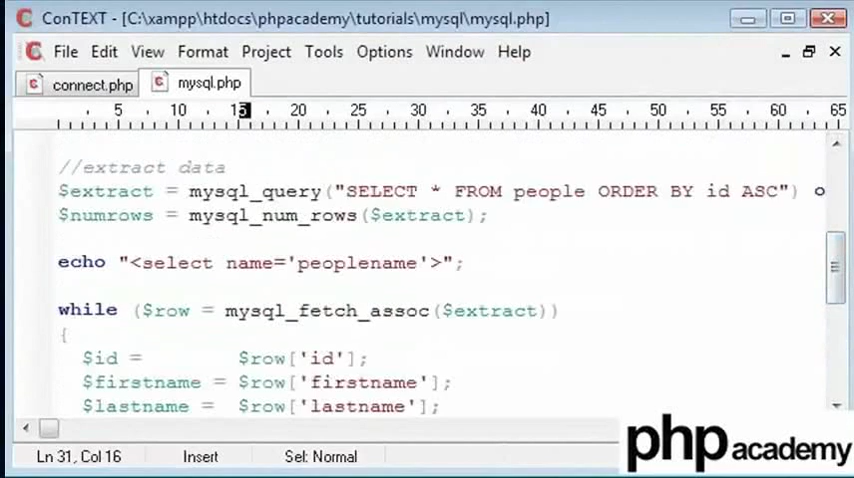 ConTEXT - [C:\xampp\htdocs\phpacademy\tutorials\mysql\mysql.php]
File Edit View Format Project Tools Options Window Help
connect.php mysql.php
5 10 15 20 25 30 35 40 45 50 55 60 65
//extract data
$extract = mysql_query("SELECT * FROM people ORDER BY id ASC") o
$numrows = mysql_num_rows($extract);
echo "<select name='peoplename'>";
while ($row = mysql_fetch_assoc($extract))
{
$id = $row['id'];
$firstname = $row['firstname'];
$lastname = $row['lastname'];
Ln 31, Col 16 Insert Sel: Normal
php academy